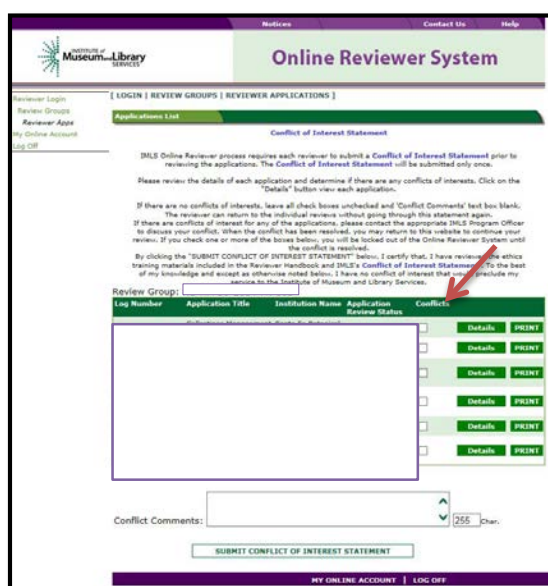 Notices Contact Us Help
INSTITUTE of
Museum and Library
SERVICES
Online Reviewer System
[ LOGIN | REVIEW GROUPS | REVIEWER APPLICATIONS ]
Reviewer Login
Review Groups
Reviewer Apps
My Online Account
Log Off
Applications List
Conflict of Interest Statement
IMLS Online Reviewer process requires each reviewer to submit a Conflict of Interest Statement prior to
reviewing the applications. The Conflict of Interest Statement will be submitted only once.
Please review the details of each application and determine if there are any conflicts of interests. Click on the
"Details" button view each application.
If there are no conflicts of interests, leave all check boxes unchecked and 'Conflict Comments' text box blank.
The reviewer can return to the individual reviews without going through this statement again.
If there are conflicts of interest for any of the applications, please contact the appropriate IMLS Program Officer
to discuss your conflict. When the conflict has been resolved, you may return to this website to continue your
review. If you check one or more of the boxes below, you will be locked out of the Online Reviewer System until
the conflict is resolved.
By clicking the "SUBMIT CONFLICT OF INTEREST STATEMENT" below, I certify that, I have reviewed the ethics
training materials included in the Reviewer Handbook and IMLS's Conflict of Interest Statement. To the best
of my knowledge and except as otherwise noted below, I have no conflict of interest that would preclude my
service to the Institute of Museum and Library Services.
Review Group:
Log Number Application Title Institution Name Application Review Status Conflicts
Details PRINT
Details PRINT
Details PRINT
Details PRINT
Details PRINT
Details PRINT
Conflict Comments: 255 Char.
SUBMIT CONFLICT OF INTEREST STATEMENT
MY ONLINE ACCOUNT | LOG OFF